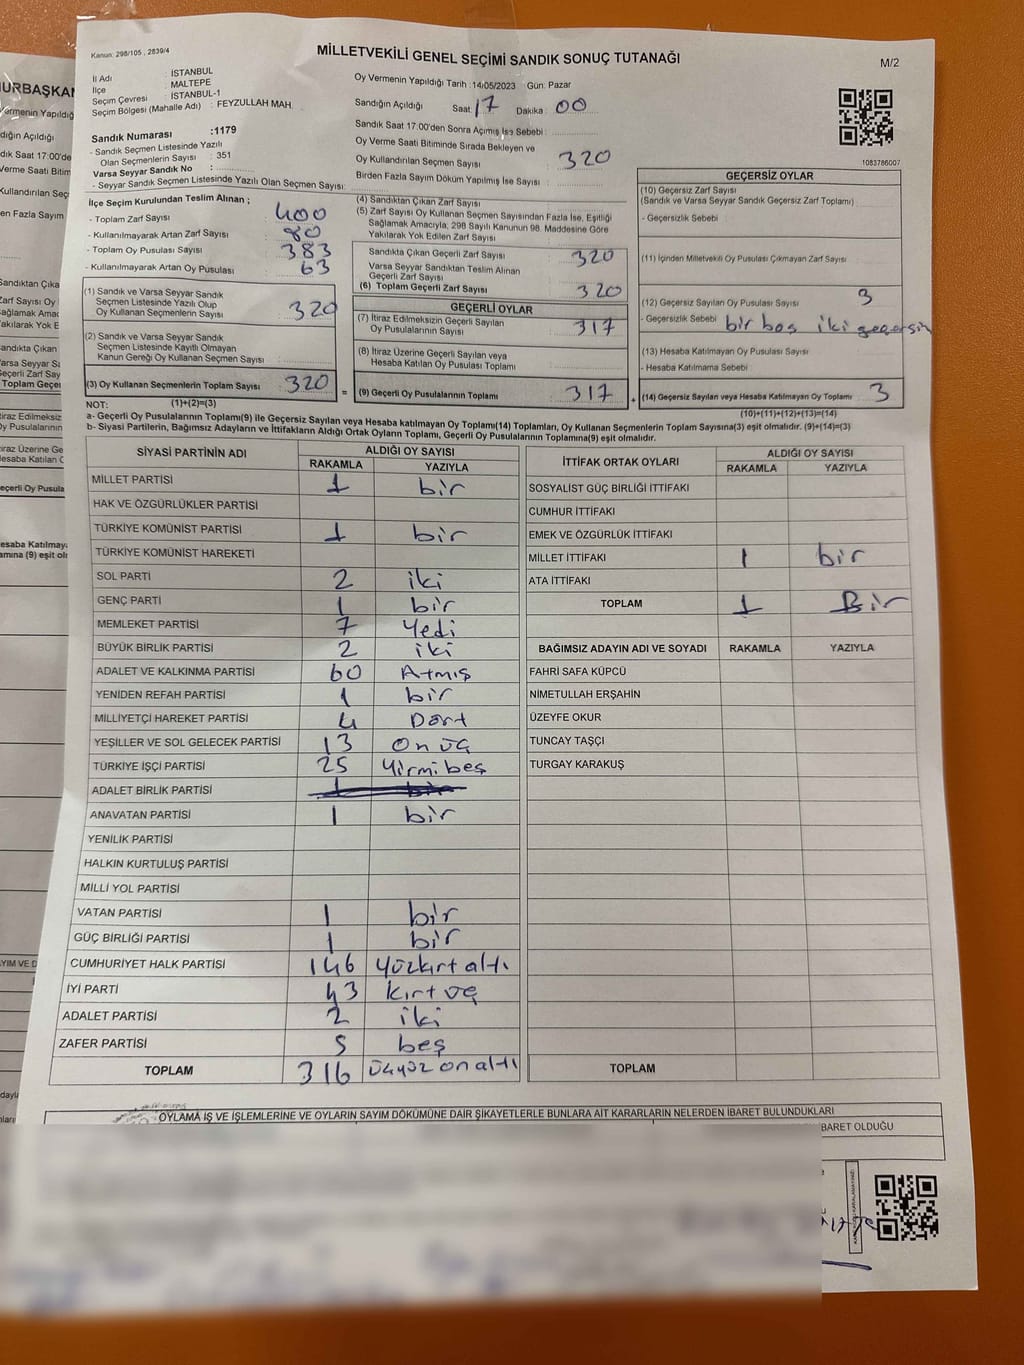 Kanun: 298/105 , 2839/4
MİLLETVEKİLİ GENEL SEÇİMİ SANDIK SONUÇ TUTANAĞI
M/2
İl Adı : İSTANBUL
İlçe : MALTEPE
Seçim Çevresi : İSTANBUL-1
Seçim Bölgesi (Mahalle Adı) : FEYZULLAH MAH.
Sandık Numarası :1179
- Sandık Seçmen Listesinde Yazılı
Olan Seçmenlerin Sayısı : 351
Varsa Seyyar Sandık No :
- Seyyar Sandık Seçmen Listesinde Yazılı Olan Seçmen Sayısı:
Oy Vermenin Yapıldığı Tarih : 14/05/2023 Gün: Pazar
Sandığın Açıldığı Saat: 17 Dakika : 00
Sandık Saat 17:00'den Sonra Açılmış İse Sebebi :
Oy Verme Saati Bitiminde Sırada Bekleyen ve
Oy Kullandırılan Seçmen Sayısı : 320
Birden Fazla Sayım Döküm Yapılmış İse Sayısı :
1083786007
İlçe Seçim Kurulundan Teslim Alınan ;
- Toplam Zarf Sayısı : 400
- Kullanılmayarak Artan Zarf Sayısı : 80
- Toplam Oy Pusulası Sayısı : 383
- Kullanılmayarak Artan Oy Pusulası : 63
(1) Sandık ve Varsa Seyyar Sandık
Seçmen Listesinde Yazılı Olup
Oy Kullanan Seçmenlerin Sayısı : 320
(2) Sandık ve Varsa Seyyar Sandık
Seçmen Listesinde Kayıtlı Olmayan
Kanun Gereği Oy Kullanan Seçmen Sayısı :
(3) Oy Kullanan Seçmenlerin Toplam Sayısı : 320
(4) Sandıktan Çıkan Zarf Sayısı :
(5) Zarf Sayısı Oy Kullanan Seçmen Sayısından Fazla İse, Eşitliği
Sağlamak Amacıyla; 298 Sayılı Kanunun 98. Maddesine Göre
Yakılarak Yok Edilen Zarf Sayısı :
Sandıkta Çıkan Geçerli Zarf Sayısı : 320
Varsa Seyyar Sandıktan Teslim Alınan
Geçerli Zarf Sayısı
(6) Toplam Geçerli Zarf Sayısı : 320
GEÇERLİ OYLAR
(7) İtiraz Edilmeksizin Geçerli Sayılan
Oy Pusulalarının Sayısı : 317
(8) İtiraz Üzerine Geçerli Sayılan veya
Hesaba Katılan Oy Pusulası Toplamı :
= (9) Geçerli Oy Pusulalarının Toplamı : 317
GEÇERSİZ OYLAR
(10) Geçersiz Zarf Sayısı
(Sandık ve Varsa Seyyar Sandık Geçersiz Zarf Toplamı)
- Geçersizlik Sebebi
(11) İçinden Milletvekili Oy Pusulası Çıkmayan Zarf Sayısı
(12) Geçersiz Sayılan Oy Pusulası Sayısı 3
- Geçersizlik Sebebi bir boş iki geçersiz
(13) Hesaba Katılmayan Oy Pusulası Sayısı
- Hesaba Katılmama Sebebi
+ (14) Geçersiz Sayılan veya Hesaba Katılmayan Oy Toplamı 3
NOT: (1)+(2)=(3)
(10)+(11)+(12)+(13)=(14)
a- Geçerli Oy Pusulalarının Toplamı(9) ile Geçersiz Sayılan veya Hesaba katılmayan Oy Toplamı(14) Toplamları, Oy Kullanan Seçmenlerin Toplam Sayısına(3) eşit olmalıdır. (9)+(14)=(3)
b- Siyasi Partilerin, Bağımsız Adayların ve İttifakların Aldığı Ortak Oyların Toplamı, Geçerli Oy Pusulalarının Toplamına(9) eşit olmalıdır.
SİYASİ PARTİNİN ADI ALDIĞI OY SAYISI
RAKAMLA YAZIYLA
MİLLET PARTİSİ 1 bir
HAK VE ÖZGÜRLÜKLER PARTİSİ
TÜRKİYE KOMÜNİST PARTİSİ 1 bir
TÜRKİYE KOMÜNİST HAREKETİ
SOL PARTİ 2 iki
GENÇ PARTİ 1 bir
MEMLEKET PARTİSİ 7 Yedi
BÜYÜK BİRLİK PARTİSİ 2 iki
ADALET VE KALKINMA PARTİSİ 60 Atmış
YENİDEN REFAH PARTİSİ 1 bir
MİLLİYETÇİ HAREKET PARTİSİ 4 Dört
YEŞİLLER VE SOL GELECEK PARTİSİ 13 on üç
TÜRKİYE İŞÇİ PARTİSİ 25 Yirmibeş
ADALET BİRLİK PARTİSİ 1 bir
ANAVATAN PARTİSİ 1 bir
YENİLİK PARTİSİ
HALKIN KURTULUŞ PARTİSİ
MİLLİ YOL PARTİSİ
VATAN PARTİSİ 1 bir
GÜÇ BİRLİĞİ PARTİSİ 1 bir
CUMHURİYET HALK PARTİSİ 146 Yüzkırt altı
İYİ PARTİ 43 kırt üç
ADALET PARTİSİ 2 iki
ZAFER PARTİSİ 5 beş
TOPLAM 316 üçyüz on altı
İTTİFAK ORTAK OYLARI ALDIĞI OY SAYISI
RAKAMLA YAZIYLA
SOSYALİST GÜÇ BİRLİĞİ İTTİFAKI
CUMHUR İTTİFAKI
EMEK VE ÖZGÜRLÜK İTTİFAKI
MİLLET İTTİFAKI 1 bir
ATA İTTİFAKI
TOPLAM 1 Bir
BAĞIMSIZ ADAYIN ADI VE SOYADI RAKAMLA YAZIYLA
FAHRİ SAFA KÜPCÜ
NİMETULLAH ERŞAHİN
ÜZEYFE OKUR
TUNCAY TAŞÇI
TURGAY KARAKUŞ
TOPLAM
OYLAMA İŞ VE İŞLEMLERİNE VE OYLARIN SAYIM DÖKÜMÜNE DAİR ŞİKAYETLERLE BUNLARA AİT KARARLARIN NELERDEN İBARET BULUNDUKLARI
İBARET OLDUĞU